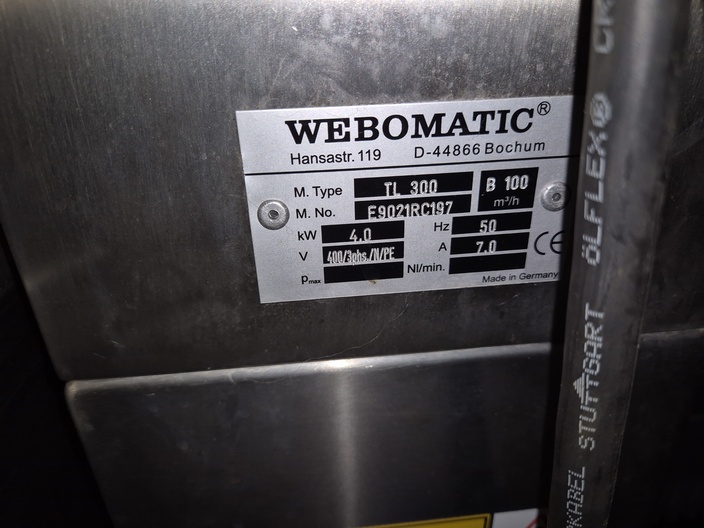 WEBOMATIC®
Hansastr. 119 D-44866 Bochum
M. Type TL 300 B 100 m³/h
M. No. E9021RC197
kW 4.0 Hz 50
V 400/3phs./N/PE A 7.0 CE
Pmax Nl/min.
Made in Germany
KABEL STUTTGART ÖLFLEX®